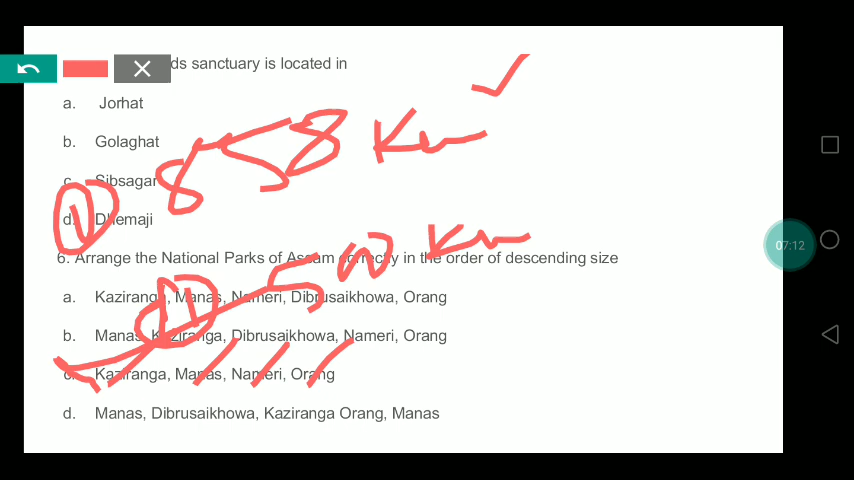 ds sanctuary is located in
a. Jorhat
b. Golaghat
c. Sibsagar
d. Dhemaji
858 Km
6. Arrange the National Parks of Assam correctly in the order of descending size
500 Km
a. Kaziranga, Manas, Nameri, Dibrusaikhowa, Orang
b. Manas, Kaziranga, Dibrusaikhowa, Nameri, Orang
c. Kaziranga, Manas, Nameri, Orang
d. Manas, Dibrusaikhowa, Kaziranga Orang, Manas
07:12